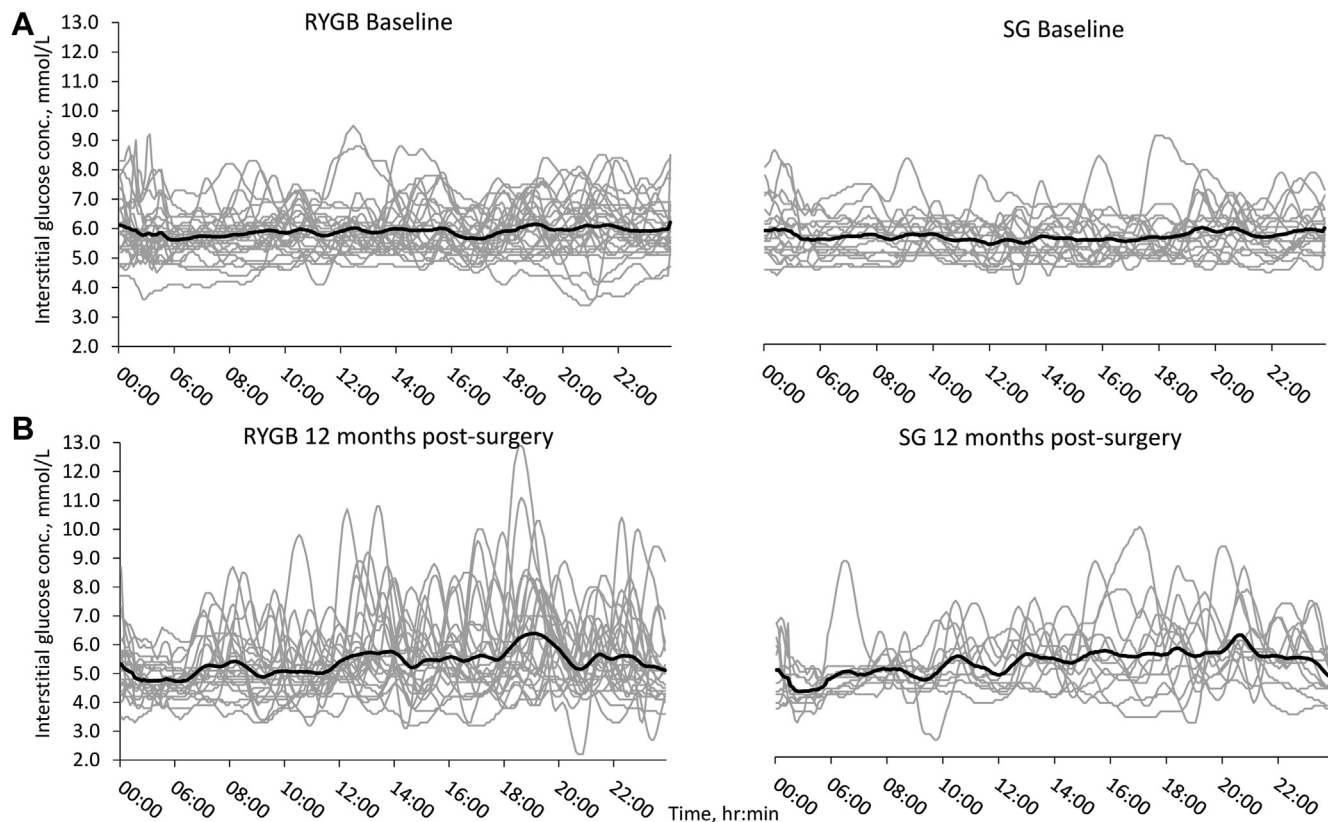 A
RYGB Baseline
SG Baseline
Interstitial glucose conc., mmol/L
13.0
12.0
11.0
10.0
9.0
8.0
7.0
6.0
5.0
4.0
3.0
2.0
00:00 06:00 08:00 10:00 12:00 14:00 16:00 18:00 20:00 22:00
00:00 06:00 08:00 10:00 12:00 14:00 16:00 18:00 20:00 22:00
B
RYGB 12 months post-surgery
SG 12 months post-surgery
Interstitial glucose conc., mmol/L
13.0
12.0
11.0
10.0
9.0
8.0
7.0
6.0
5.0
4.0
3.0
2.0
00:00 06:00 08:00 10:00 12:00 14:00 16:00 18:00 20:00 22:00
00:00 06:00 08:00 10:00 12:00 14:00 16:00 18:00 20:00 22:00
Time, hr:min